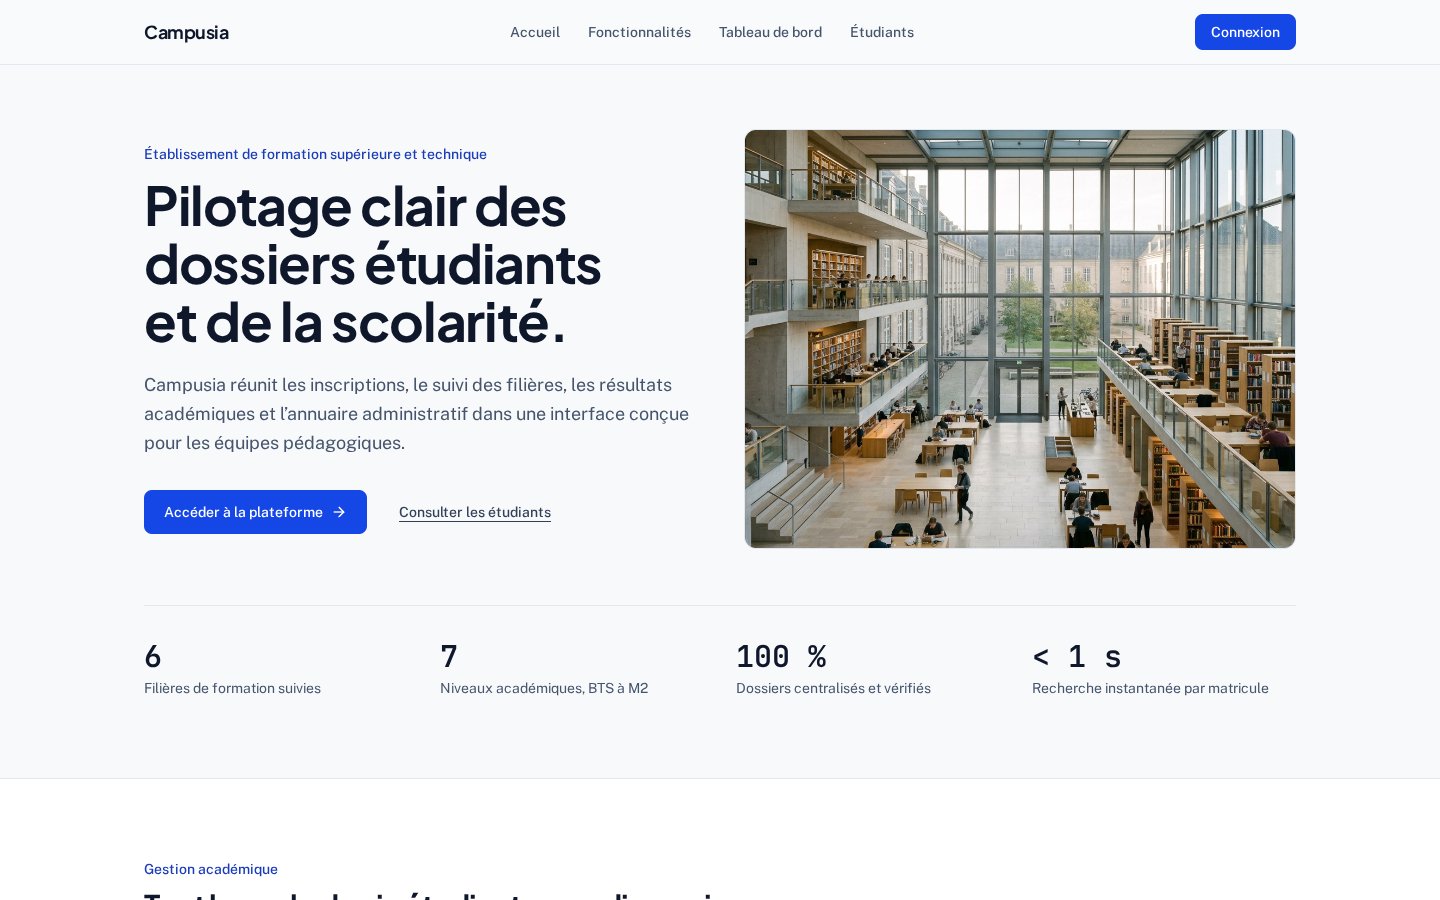 Campusia
Accueil
Fonctionnalités
Tableau de bord
Étudiants
Connexion
Établissement de formation supérieure et technique
Pilotage clair des
dossiers étudiants
et de la scolarité.
Campusia réunit les inscriptions, le suivi des filières, les résultats
académiques et l’annuaire administratif dans une interface conçue
pour les équipes pédagogiques.
Accéder à la plateforme →
Consulter les étudiants
6
Filières de formation suivies
7
Niveaux académiques, BTS à M2
100 %
Dossiers centralisés et vérifiés
< 1 s
Recherche instantanée par matricule
Gestion académique